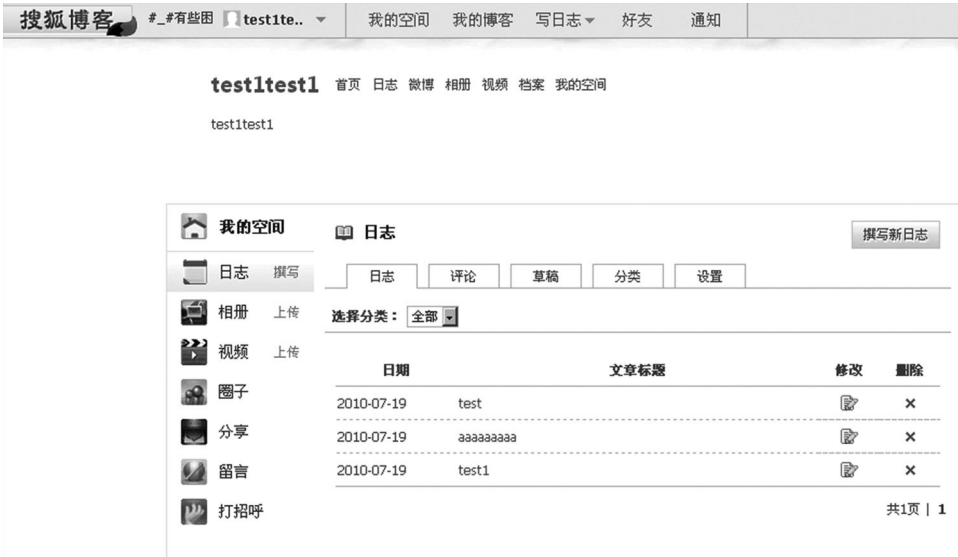 搜狐博客 #_#有些图 test1te.. 我的空间 我的博客 写日志 好友 通知
test1test1 首页 日志 微博 相册 视频 档案 我的空间
test1test1
我的空间
日志 撰写
相册 上传
视频 上传
圈子
分享
留言
打招呼
日志 撰写新日志
日志 评论 草稿 分类 设置
选择分类： 全部
日期 文章标题 修改 删除
2010-07-19 test
2010-07-19 aaaaaaaaa
2010-07-19 test1
共1页 | 1